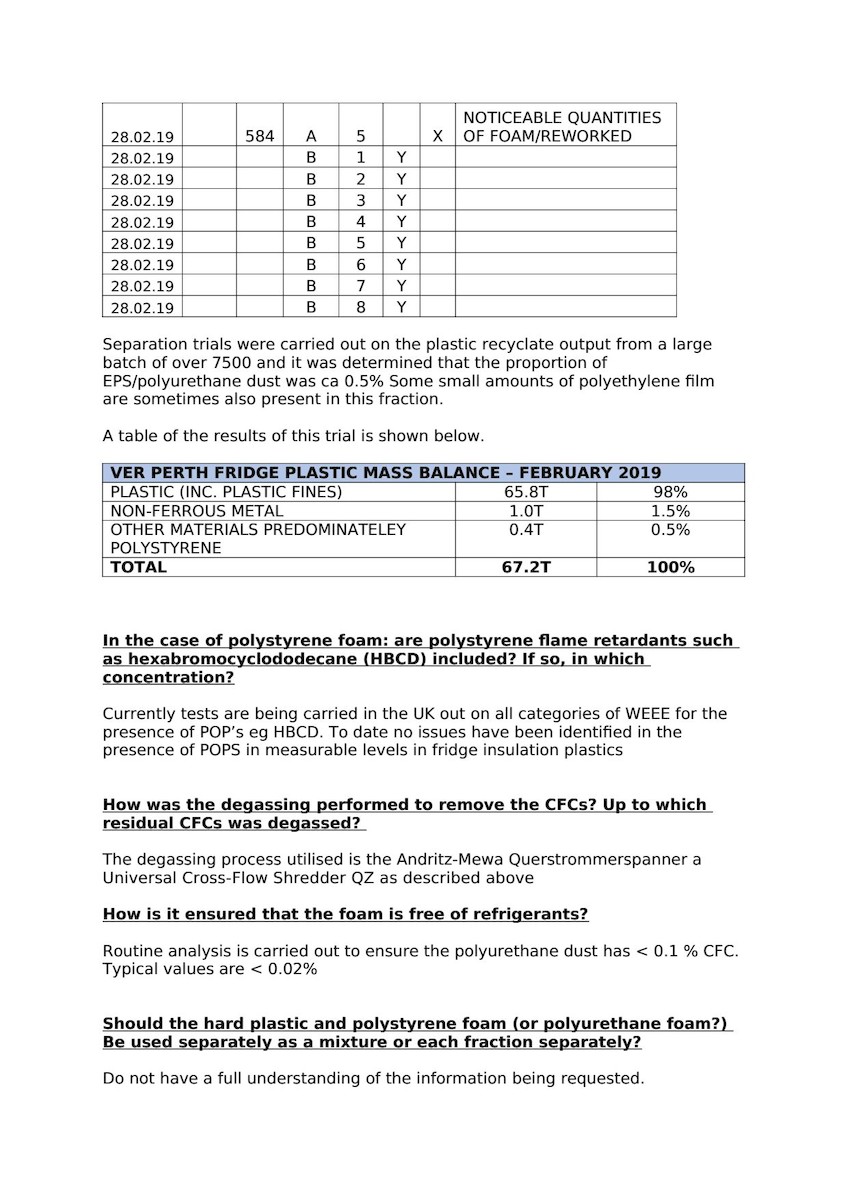 NOTICEABLE QUANTITIES
28.02.19 584 A 5 X OF FOAM/REWORKED
28.02.19 B 1 Y
28.02.19 B 2 Y
28.02.19 B 3 Y
28.02.19 B 4 Y
28.02.19 B 5 Y
28.02.19 B 6 Y
28.02.19 B 7 Y
28.02.19 B 8 Y
Separation trials were carried out on the plastic recyclate output from a large
batch of over 7500 and it was determined that the proportion of
EPS/polyurethane dust was ca 0.5% Some small amounts of polyethylene film
are sometimes also present in this fraction.
A table of the results of this trial is shown below.
VER PERTH FRIDGE PLASTIC MASS BALANCE – FEBRUARY 2019
PLASTIC (INC. PLASTIC FINES) 65.8T 98%
NON-FERROUS METAL 1.0T 1.5%
OTHER MATERIALS PREDOMINATELEY 0.4T 0.5%
POLYSTYRENE
TOTAL 67.2T 100%
In the case of polystyrene foam: are polystyrene flame retardants such
as hexabromocyclododecane (HBCD) included? If so, in which
concentration?
Currently tests are being carried in the UK out on all categories of WEEE for the
presence of POP’s eg HBCD. To date no issues have been identified in the
presence of POPS in measurable levels in fridge insulation plastics
How was the degassing performed to remove the CFCs? Up to which
residual CFCs was degassed?
The degassing process utilised is the Andritz-Mewa Querstrommerspanner a
Universal Cross-Flow Shredder QZ as described above
How is it ensured that the foam is free of refrigerants?
Routine analysis is carried out to ensure the polyurethane dust has < 0.1 % CFC.
Typical values are < 0.02%
Should the hard plastic and polystyrene foam (or polyurethane foam?)
Be used separately as a mixture or each fraction separately?
Do not have a full understanding of the information being requested.